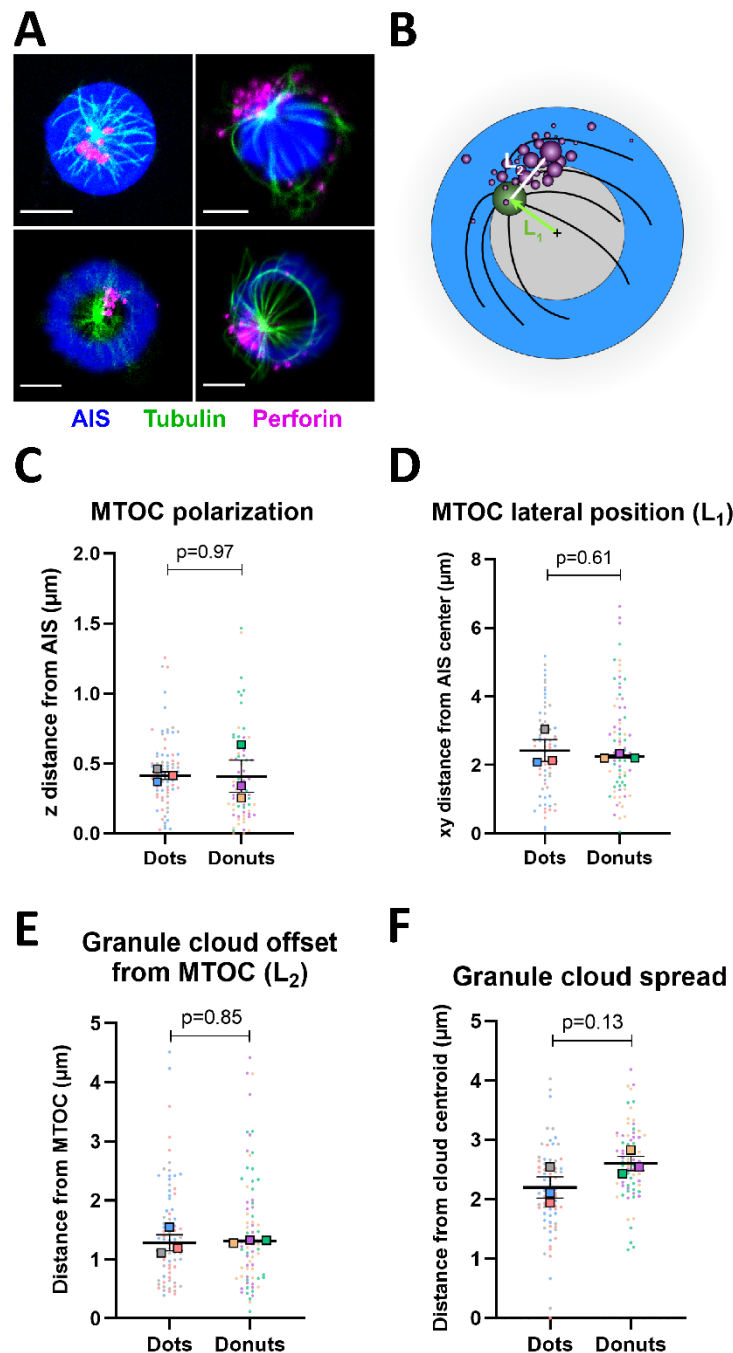 A
B
L₂
L₁
+
AIS Tubulin Perforin
C
D
MTOC polarization
MTOC lateral position (L₁)
p=0.97
p=0.61
z distance from AIS (µm)
2.0
1.5
1.0
0.5
0.0
Dots Donuts
xy distance from AIS center (µm)
8
6
4
2
0
Dots Donuts
E
F
Granule cloud offset
from MTOC (L₂)
Granule cloud spread
p=0.85
p=0.13
Distance from MTOC (µm)
5
4
3
2
1
0
Dots Donuts
Distance from cloud centroid (µm)
5
4
3
2
1
0
Dots Donuts